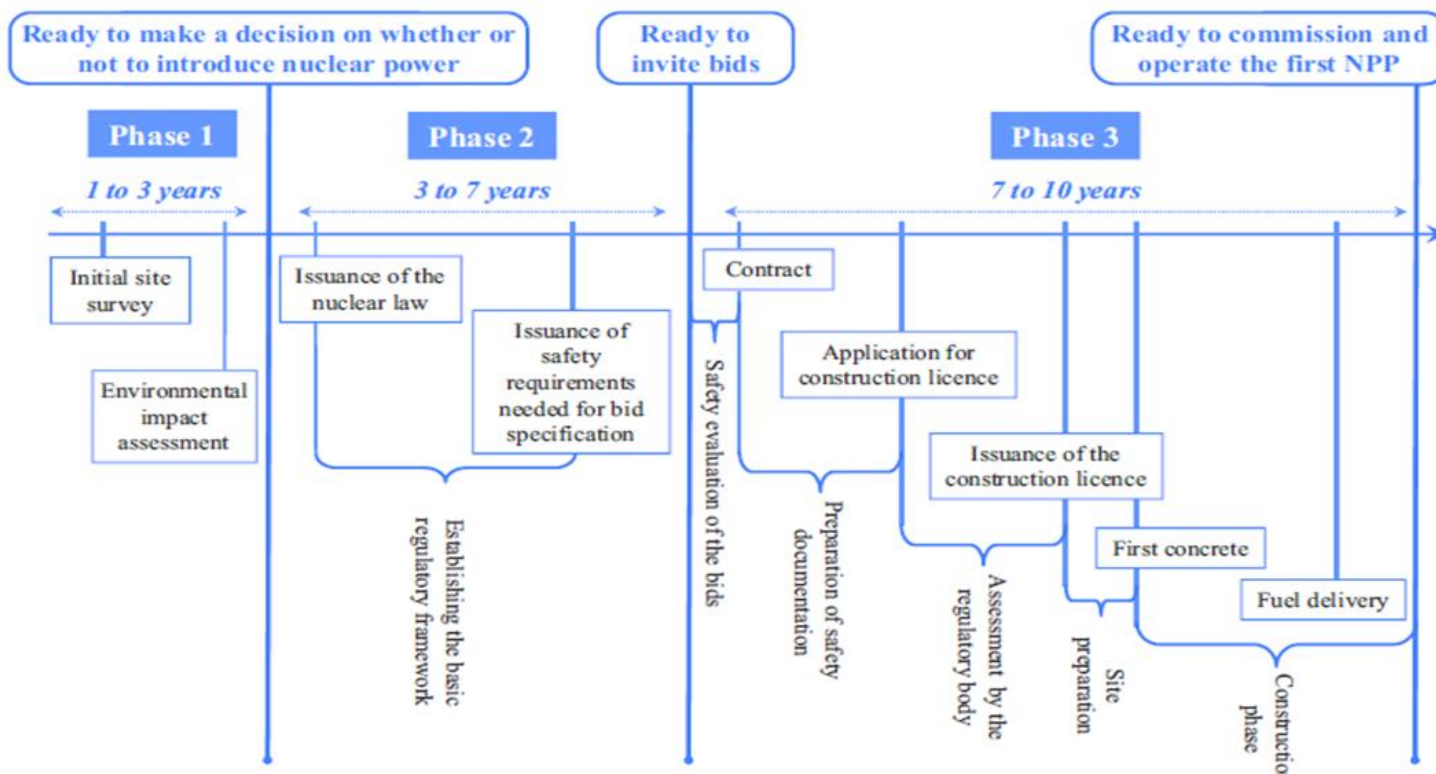 Ready to make a decision on whether or
not to introduce nuclear power
Ready to
invite bids
Ready to commission and
operate the first NPP
Phase 1
Phase 2
Phase 3
1 to 3 years
3 to 7 years
7 to 10 years
Initial site
survey
Environmental
impact
assessment
Issuance of the
nuclear law
Issuance of
safety
requirements
needed for bid
specification
Establishing the basic
regulatory framework
Contract
Safety evaluation of the bids
Application for
construction licence
Preparation of safety
documentation
Issuance of the
construction licence
Assessment by the
regulatory body
First concrete
Site
preparation
Fuel delivery
Constructio
phase